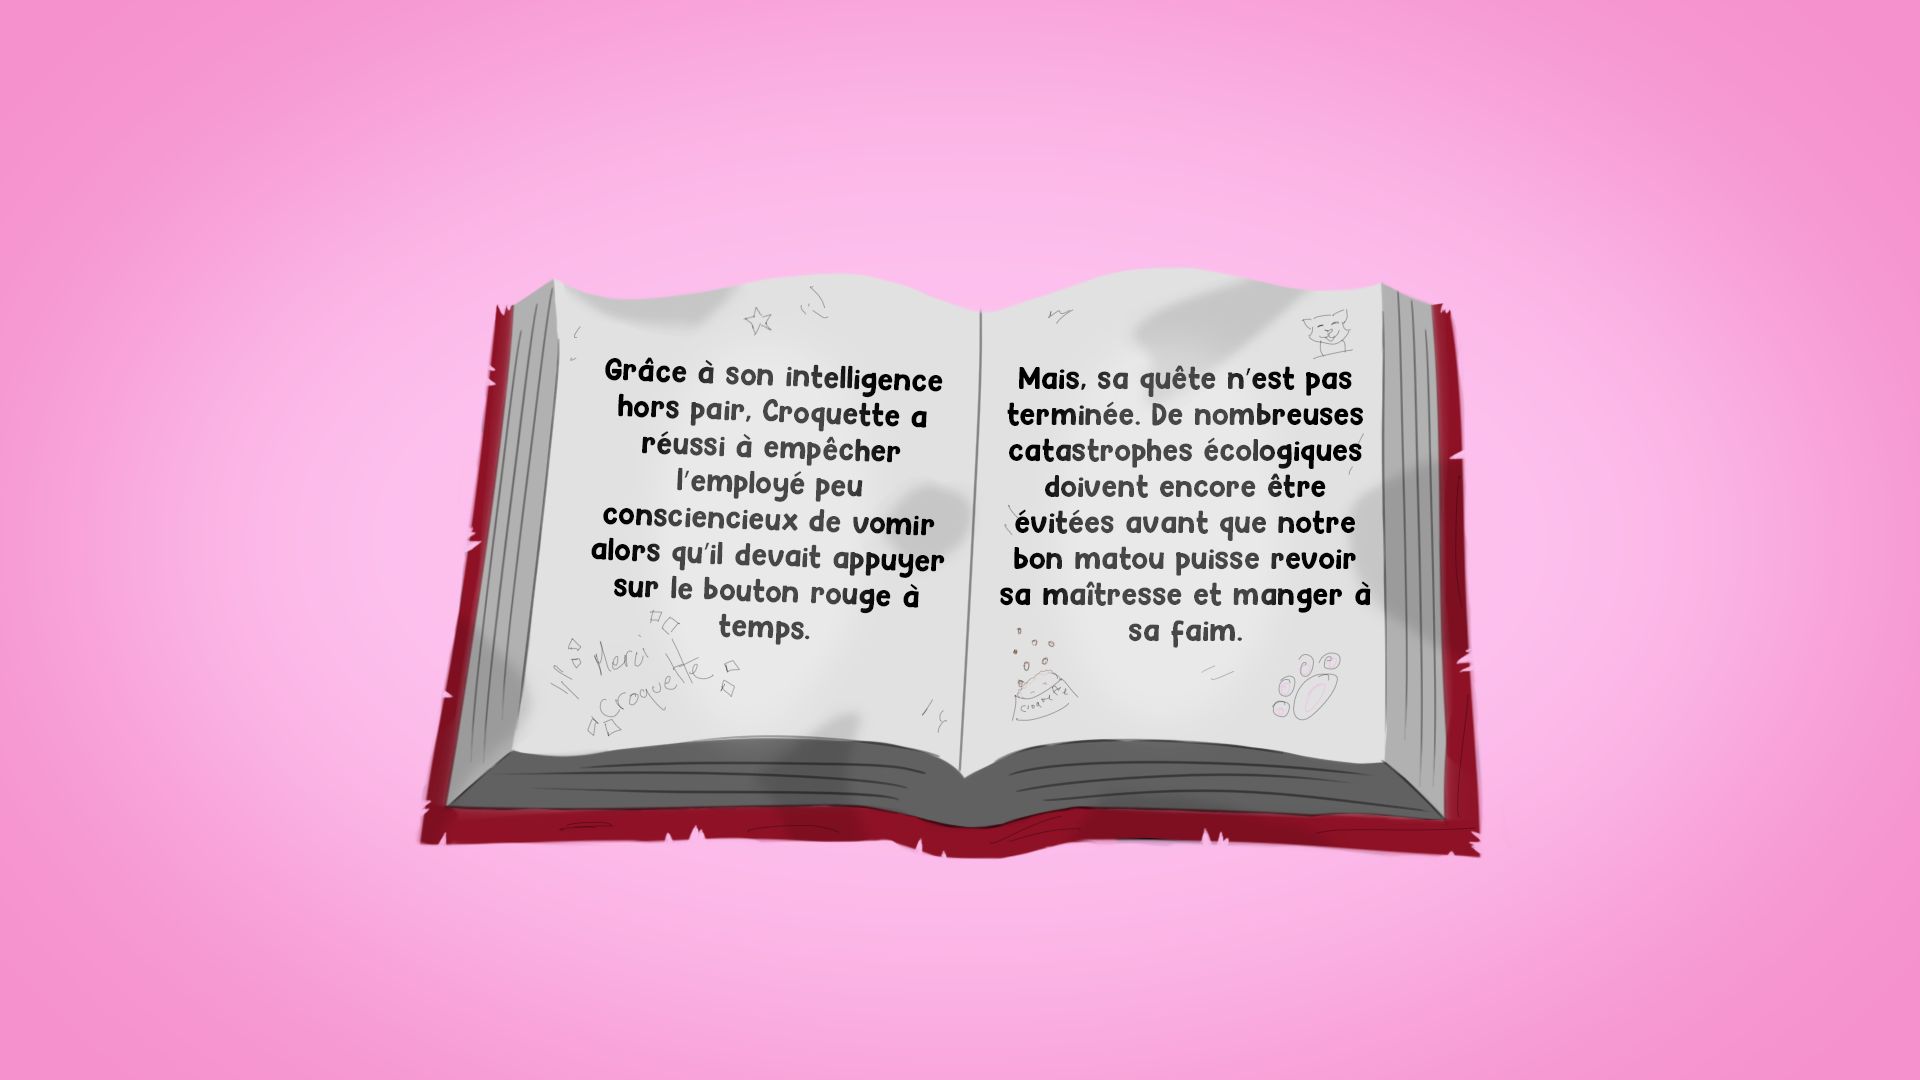 Grâce à son intelligence
hors pair, Croquette a
réussi à empêcher
l'employé peu
consciencieux de vomir
alors qu'il devait appuyer
sur le bouton rouge à
temps.
Merci
Croquette
Mais, sa quête n'est pas
terminée. De nombreuses
catastrophes écologiques
doivent encore être
évitées avant que notre
bon matou puisse revoir
sa maîtresse et manger à
sa faim.
Croquette